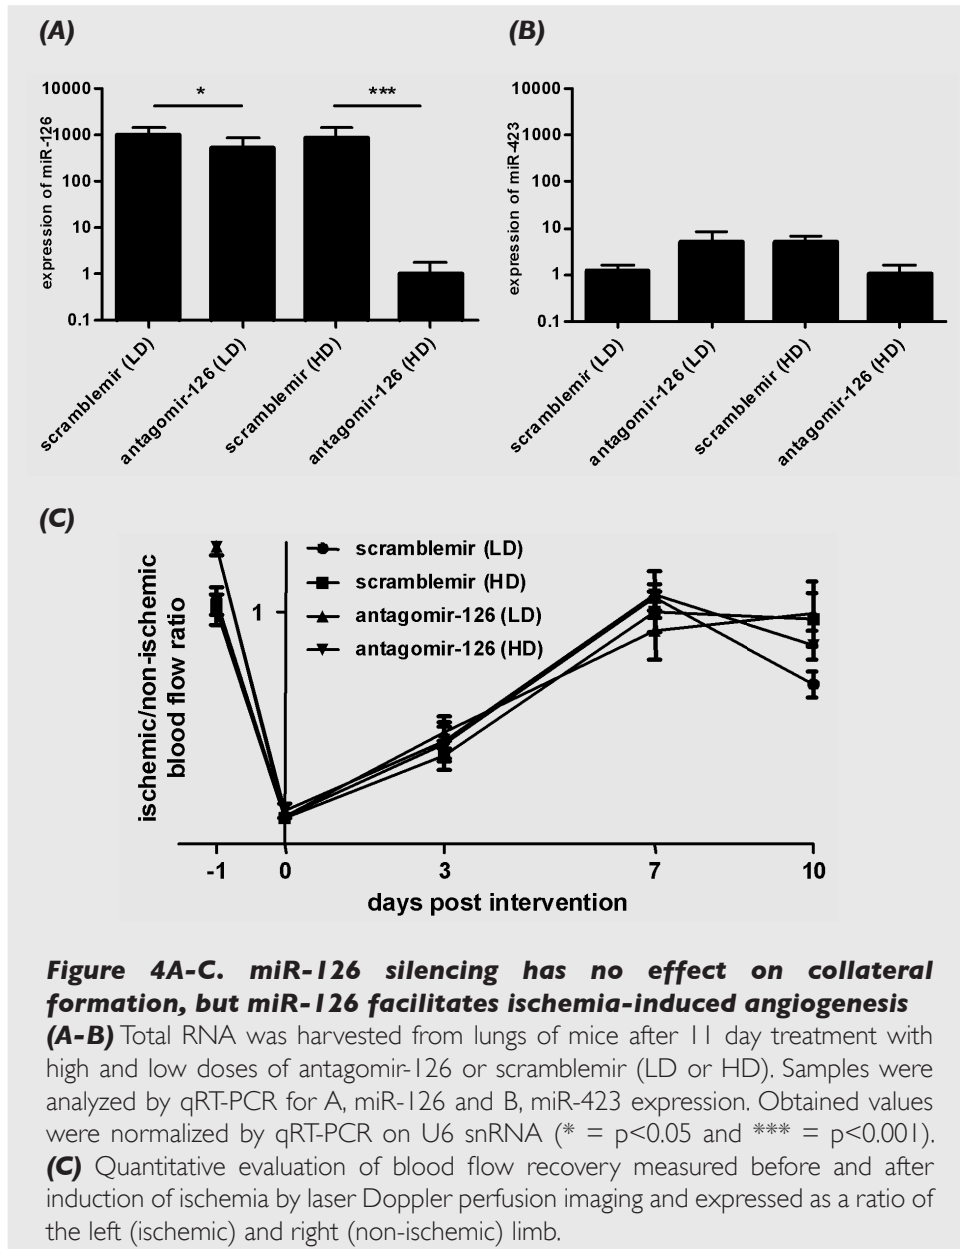 (A)
(B)
expression of miR-126
10000
1000
100
10
1
0.1
*
***
scramblemir (LD)
antagomir-126 (LD)
scramblemir (HD)
antagomir-126 (HD)
expression of miR-423
10000
1000
100
10
1
0.1
scramblemir (LD)
antagomir-126 (LD)
scramblemir (HD)
antagomir-126 (HD)
(C)
ischemic/non-ischemic
blood flow ratio
1
scramblemir (LD)
scramblemir (HD)
antagomir-126 (LD)
antagomir-126 (HD)
-1
0
3
7
10
days post intervention
Figure 4A-C. miR-126 silencing has no effect on collateral
formation, but miR-126 facilitates ischemia-induced angiogenesis
(A-B) Total RNA was harvested from lungs of mice after 11 day treatment with
high and low doses of antagomir-126 or scramblemir (LD or HD). Samples were
analyzed by qRT-PCR for A, miR-126 and B, miR-423 expression. Obtained values
were normalized by qRT-PCR on U6 snRNA (* = p<0.05 and *** = p<0.001).
(C) Quantitative evaluation of blood flow recovery measured before and after
induction of ischemia by laser Doppler perfusion imaging and expressed as a ratio of
the left (ischemic) and right (non-ischemic) limb.